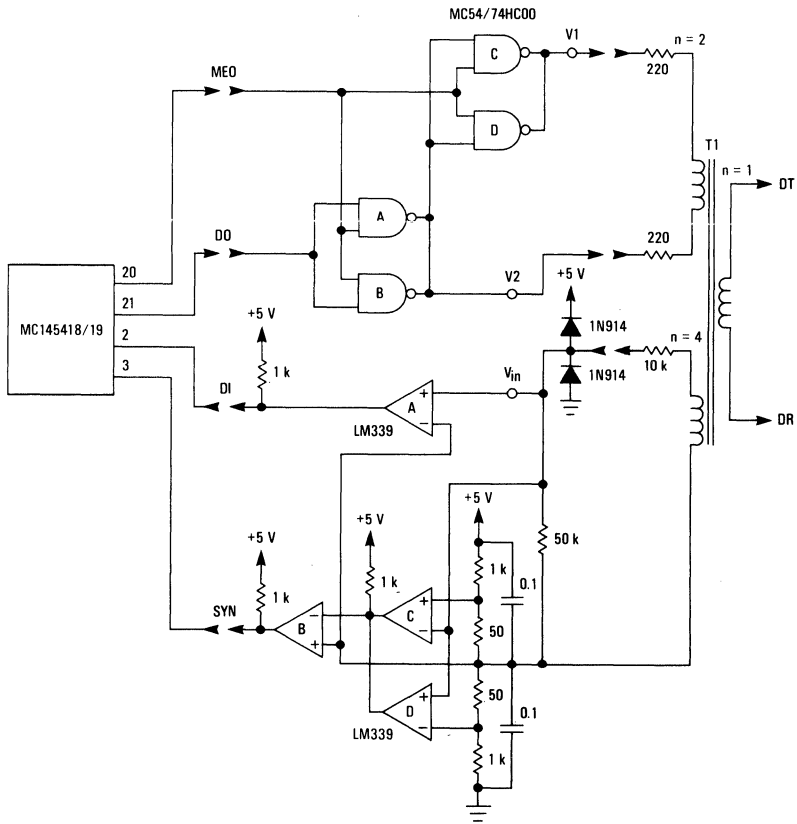 MC54/74HC00
C
V1
n = 2
220
MEO
D
T1
n = 1
DT
A
DO
220
B
V2
+5 V
20
21
2
3
MC145418/19
+5 V
1N914
n = 4
1 k
10 k
DI
Vin
1N914
A
+
−
LM339
DR
+5 V
50 k
+5 V
+5 V
1 k
0.1
1 k
1 k
SYN
B
−
+
C
+
−
50
50
0.1
D
+
−
LM339
1 k